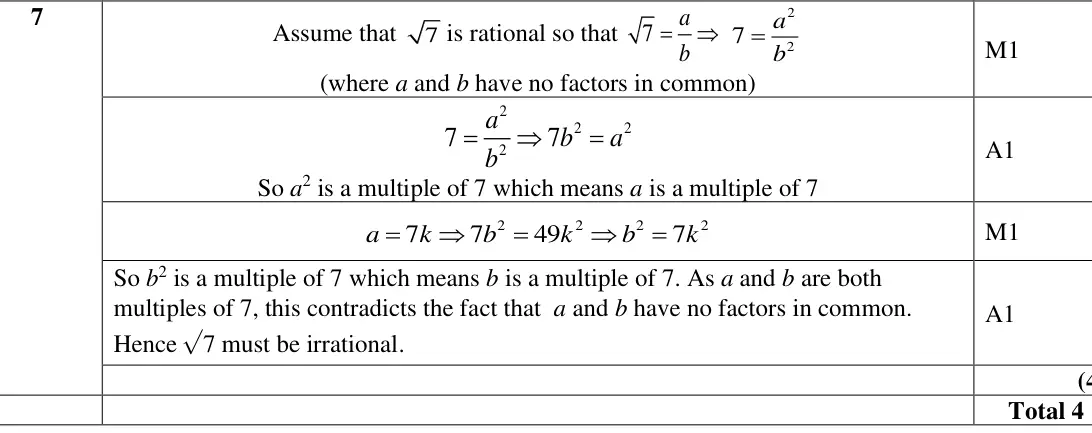 7
Assume that √7 is rational so that √7 = a/b ⇒ 7 = a²/b²
(where a and b have no factors in common)
M1
7 = a²/b² ⇒ 7b² = a²
So a² is a multiple of 7 which means a is a multiple of 7
A1
a = 7k ⇒ 7b² = 49k² ⇒ b² = 7k²
M1
So b² is a multiple of 7 which means b is a multiple of 7. As a and b are both
multiples of 7, this contradicts the fact that a and b have no factors in common.
Hence √7 must be irrational.
A1
(4
Total 4